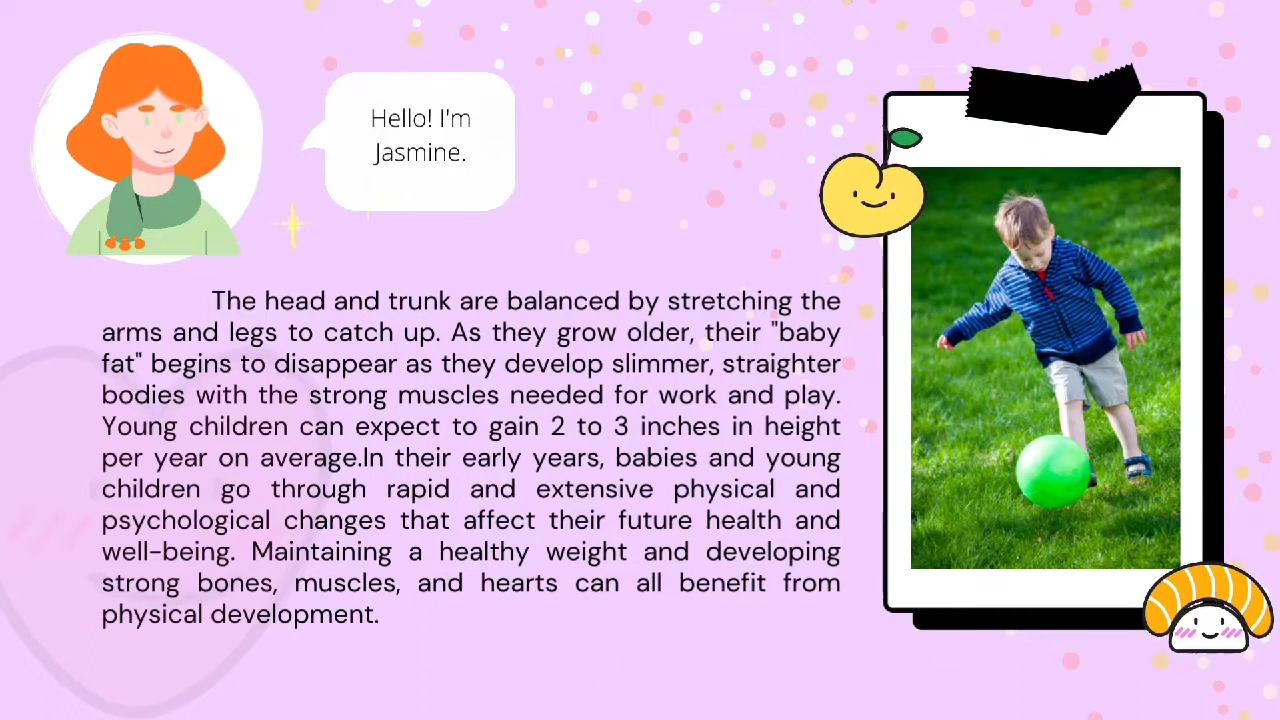 Hello! I'm
Jasmine.
The head and trunk are balanced by stretching the
arms and legs to catch up. As they grow older, their "baby
fat" begins to disappear as they develop slimmer, straighter
bodies with the strong muscles needed for work and play.
Young children can expect to gain 2 to 3 inches in height
per year on average.In their early years, babies and young
children go through rapid and extensive physical and
psychological changes that affect their future health and
well-being. Maintaining a healthy weight and developing
strong bones, muscles, and hearts can all benefit from
physical development.